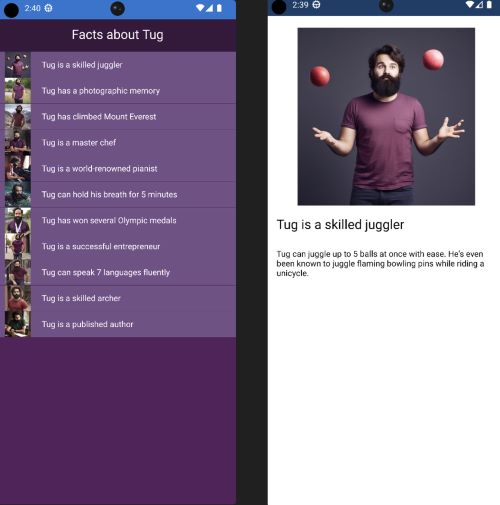 2:40
Facts about Tug
Tug is a skilled juggler
Tug has a photographic memory
Tug has climbed Mount Everest
Tug is a master chef
Tug is a world-renowned pianist
Tug can hold his breath for 5 minutes
Tug has won several Olympic medals
Tug is a successful entrepreneur
Tug can speak 7 languages fluently
Tug is a skilled archer
Tug is a published author
2:39
Tug is a skilled juggler
Tug can juggle up to 5 balls at once with ease. He's even
been known to juggle flaming bowling pins while riding a
unicycle.